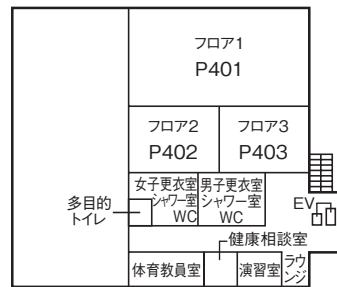 フロア1
P401
フロア2
P402
フロア3
P403
女子更衣室
シャワー室
WC
男子更衣室
シャワー室
WC
多目的
トイレ
EV
健康相談室
体育教員室
演習室
ラウ
ンジ